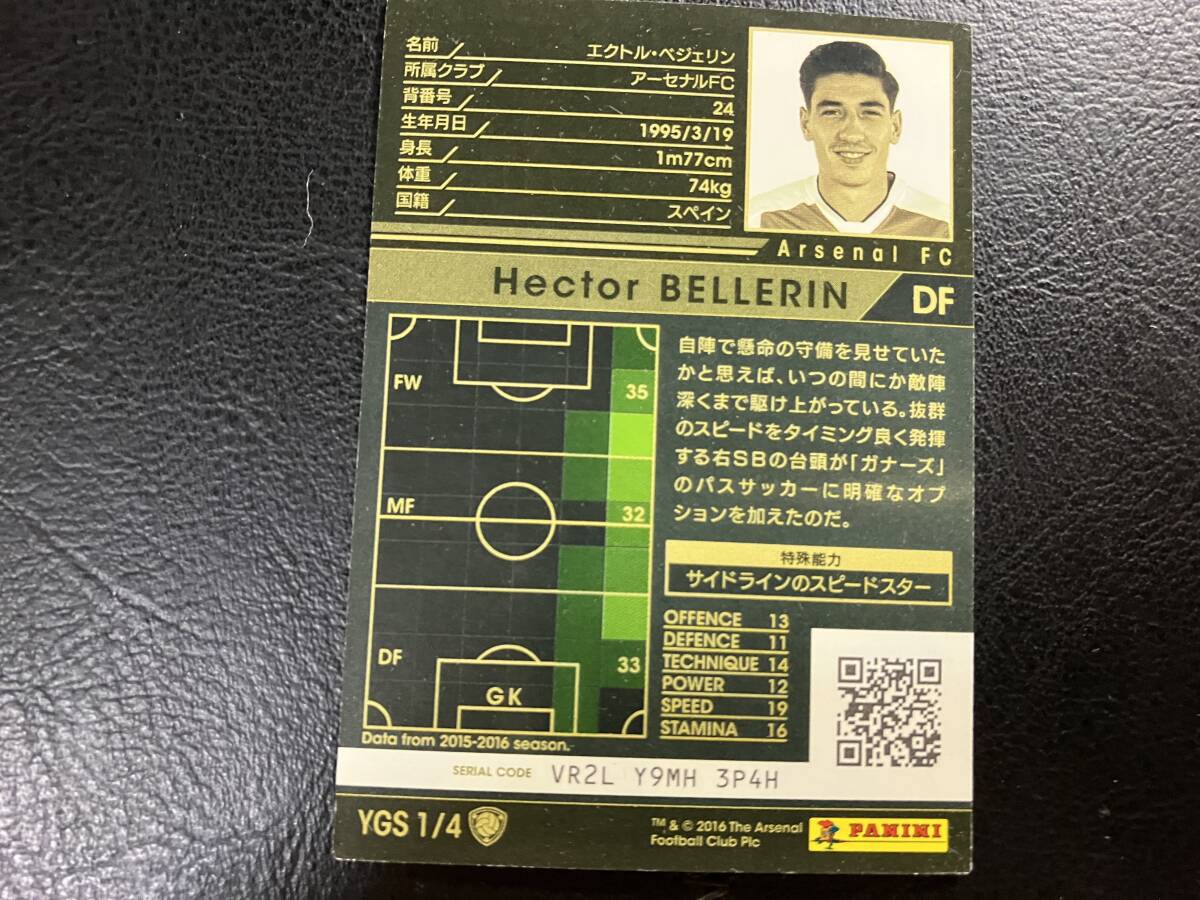 名前 エクトル・ベジェリン
所属クラブ アーセナルFC
背番号 24
生年月日 1995/3/19
身長 1m77cm
体重 74kg
国籍 スペイン
Arsenal FC
Hector BELLERIN DF
FW 35
MF 32
DF 33
GK
Data from 2015-2016 season.
自陣で懸命の守備を見せていた
かと思えば、いつの間にか敵陣
深くまで駆け上がっている。抜群
のスピードをタイミング良く発揮
する右SBの台頭が「ガナーズ」
のパスサッカーに明確なオプ
ションを加えたのだ。
特殊能力
サイドラインのスピードスター
OFFENCE 13
DEFENCE 11
TECHNIQUE 14
POWER 12
SPEED 19
STAMINA 16
SERIAL CODE VR2L Y9MH 3P4H
YGS 1/4
TM & © 2016 The Arsenal
Football Club Plc
PANINI